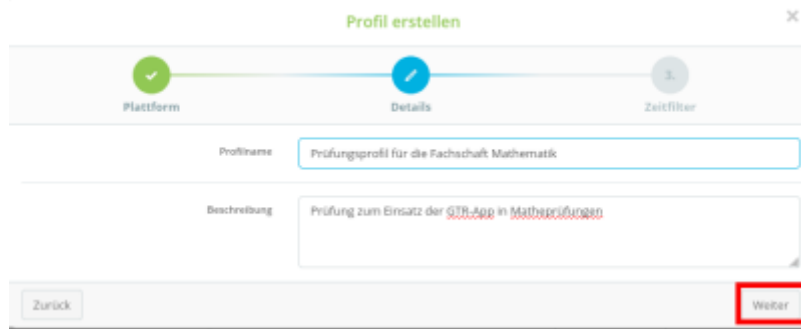 Profil erstellen
×
3.
Plattform
Details
Zeitfilter
Profilname
Prüfungsprofil für die Fachschaft Mathematik
Beschreibung
Prüfung zum Einsatz der GTR-App in Matheprüfungen
Zurück
Weiter